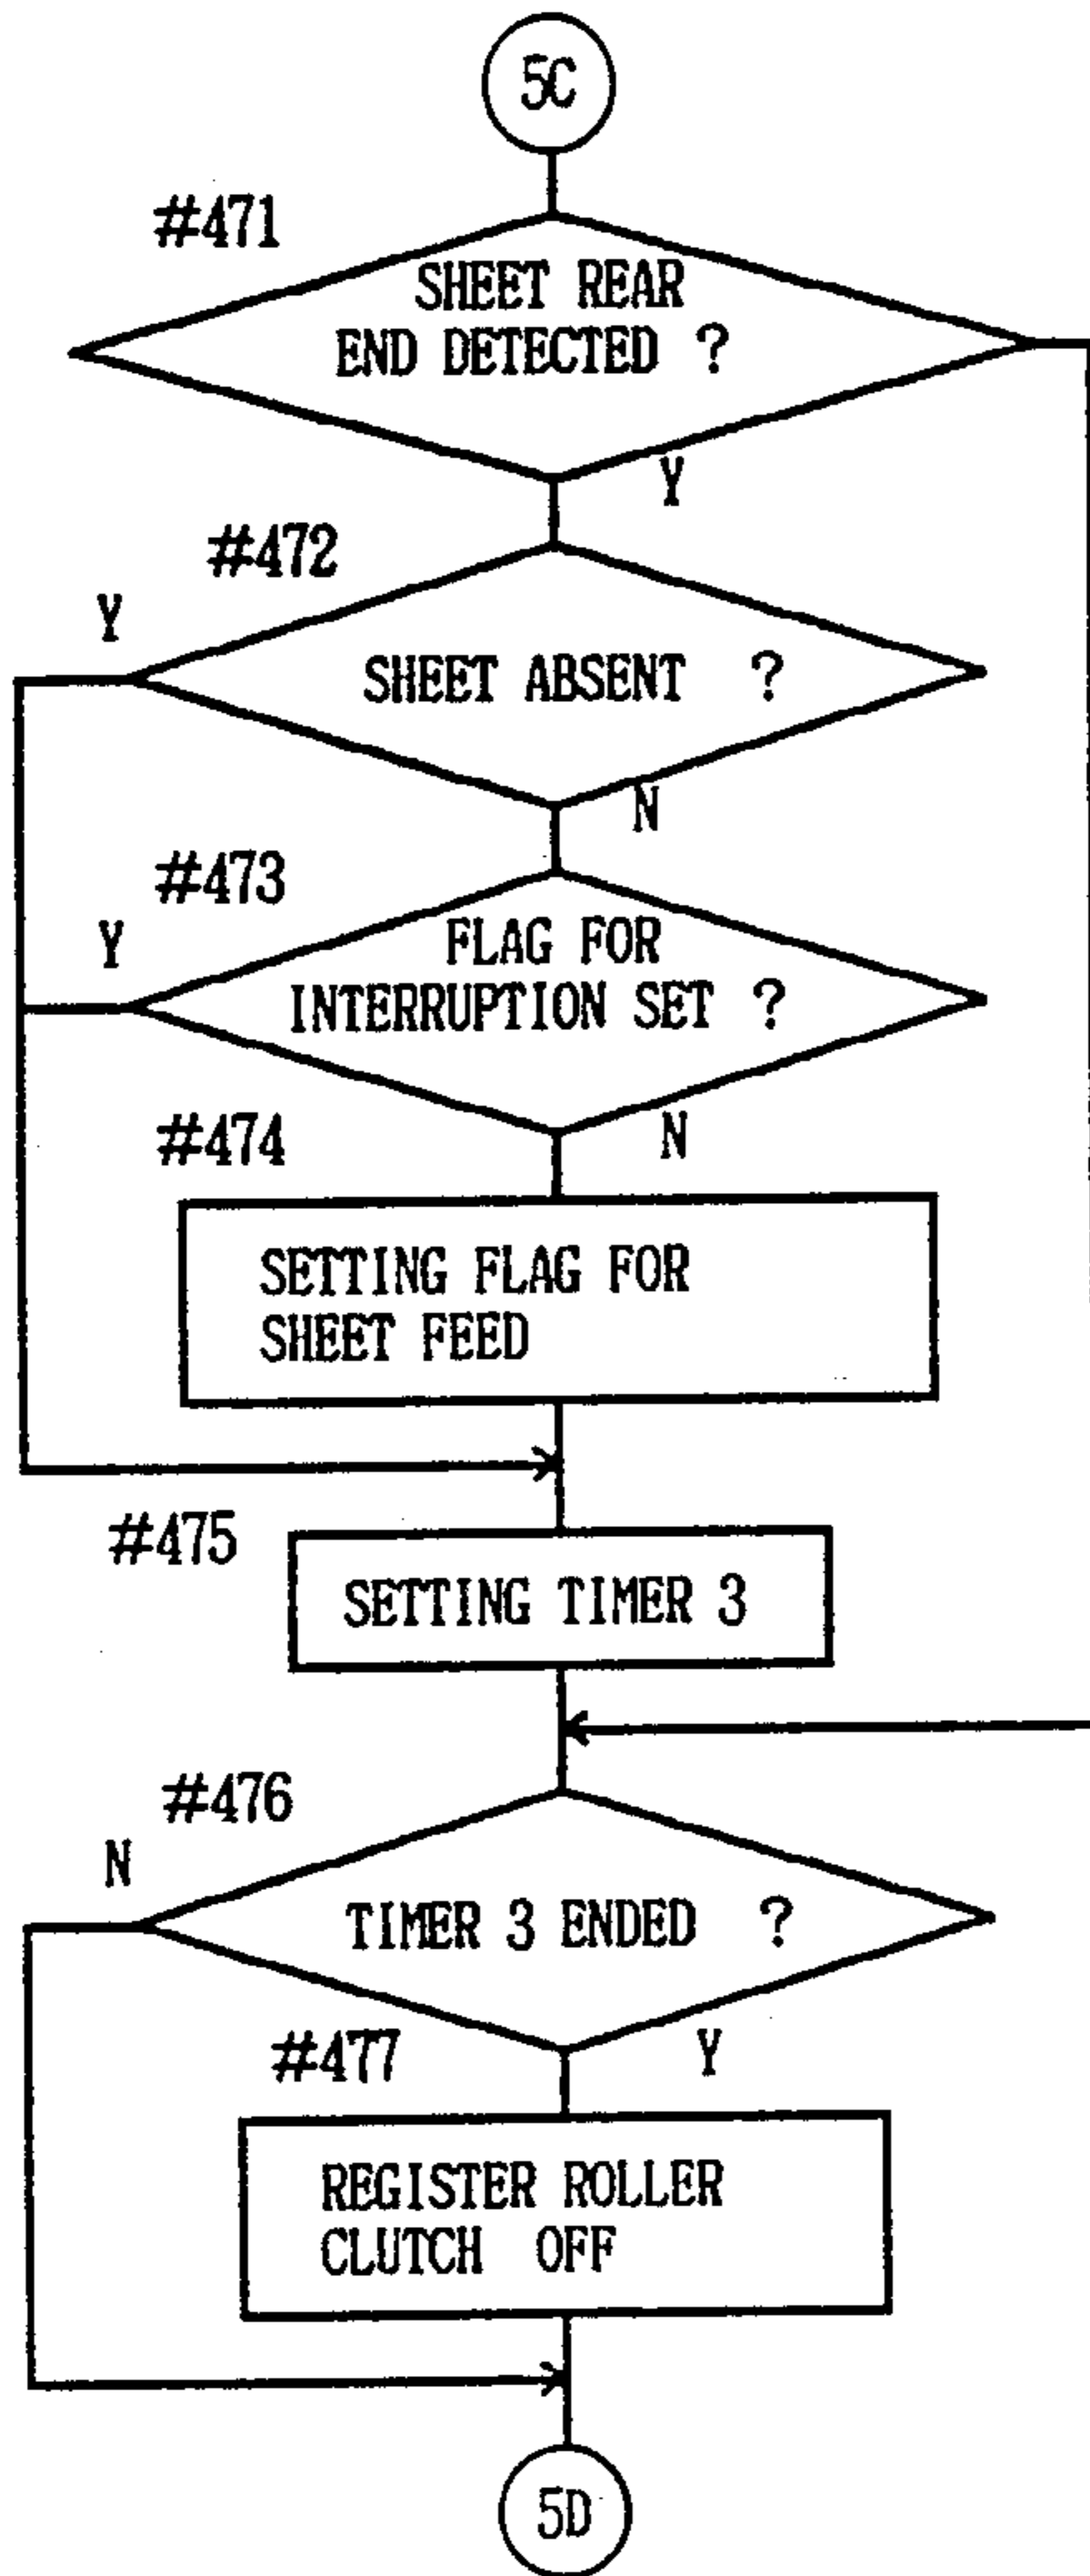 5C
#471
SHEET REAR
END DETECTED ?
Y
#472
Y
SHEET ABSENT ?
N
#473
Y
FLAG FOR
INTERRUPTION SET ?
#474
N
SETTING FLAG FOR
SHEET FEED
#475
SETTING TIMER 3
#476
N
TIMER 3 ENDED ?
#477
Y
REGISTER ROLLER
CLUTCH OFF
5D